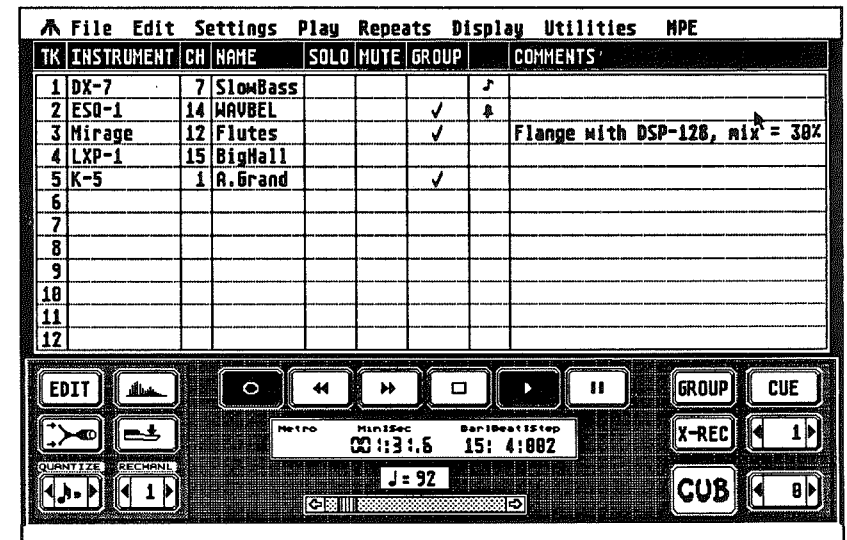 File Edit Settings Play Repeats Display Utilities MPE
TK INSTRUMENT CH NAME SOLO MUTE GROUP COMMENTS
1 DX-7 7 SlowBass
2 ESQ-1 14 WAVBEL ✓
3 Mirage 12 Flutes ✓ Flange with DSP-128, mix = 30%
4 LXP-1 15 BigHall
5 K-5 1 A.Grand ✓
6
7
8
9
10
11
12
EDIT GROUP CUE
Metro Min:Sec Bar:Beat:Step
001:31.6 15: 4:002
X-REC 1
QUANTIZE RECHANL
♩= 92
1 CUB 0